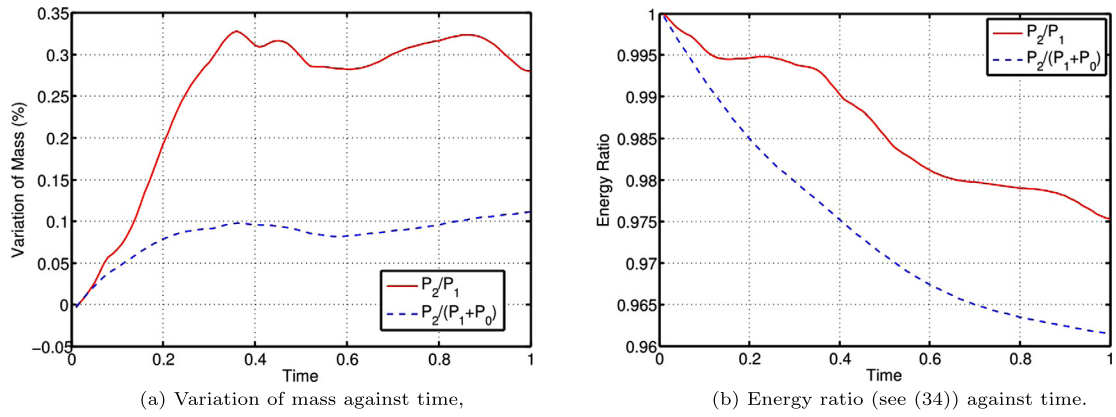 0.35
0.3
0.25
0.2
0.15
0.1
0.05
0
−0.05
Variation of Mass (%)
0 0.2 0.4 0.6 0.8 1
Time
P2/P1
P2/(P1+P0)
(a) Variation of mass against time,
1
0.995
0.99
0.985
0.98
0.975
0.97
0.965
0.96
Energy Ratio
0 0.2 0.4 0.6 0.8 1
Time
P2/P1
P2/(P1+P0)
(b) Energy ratio (see (34)) against time.